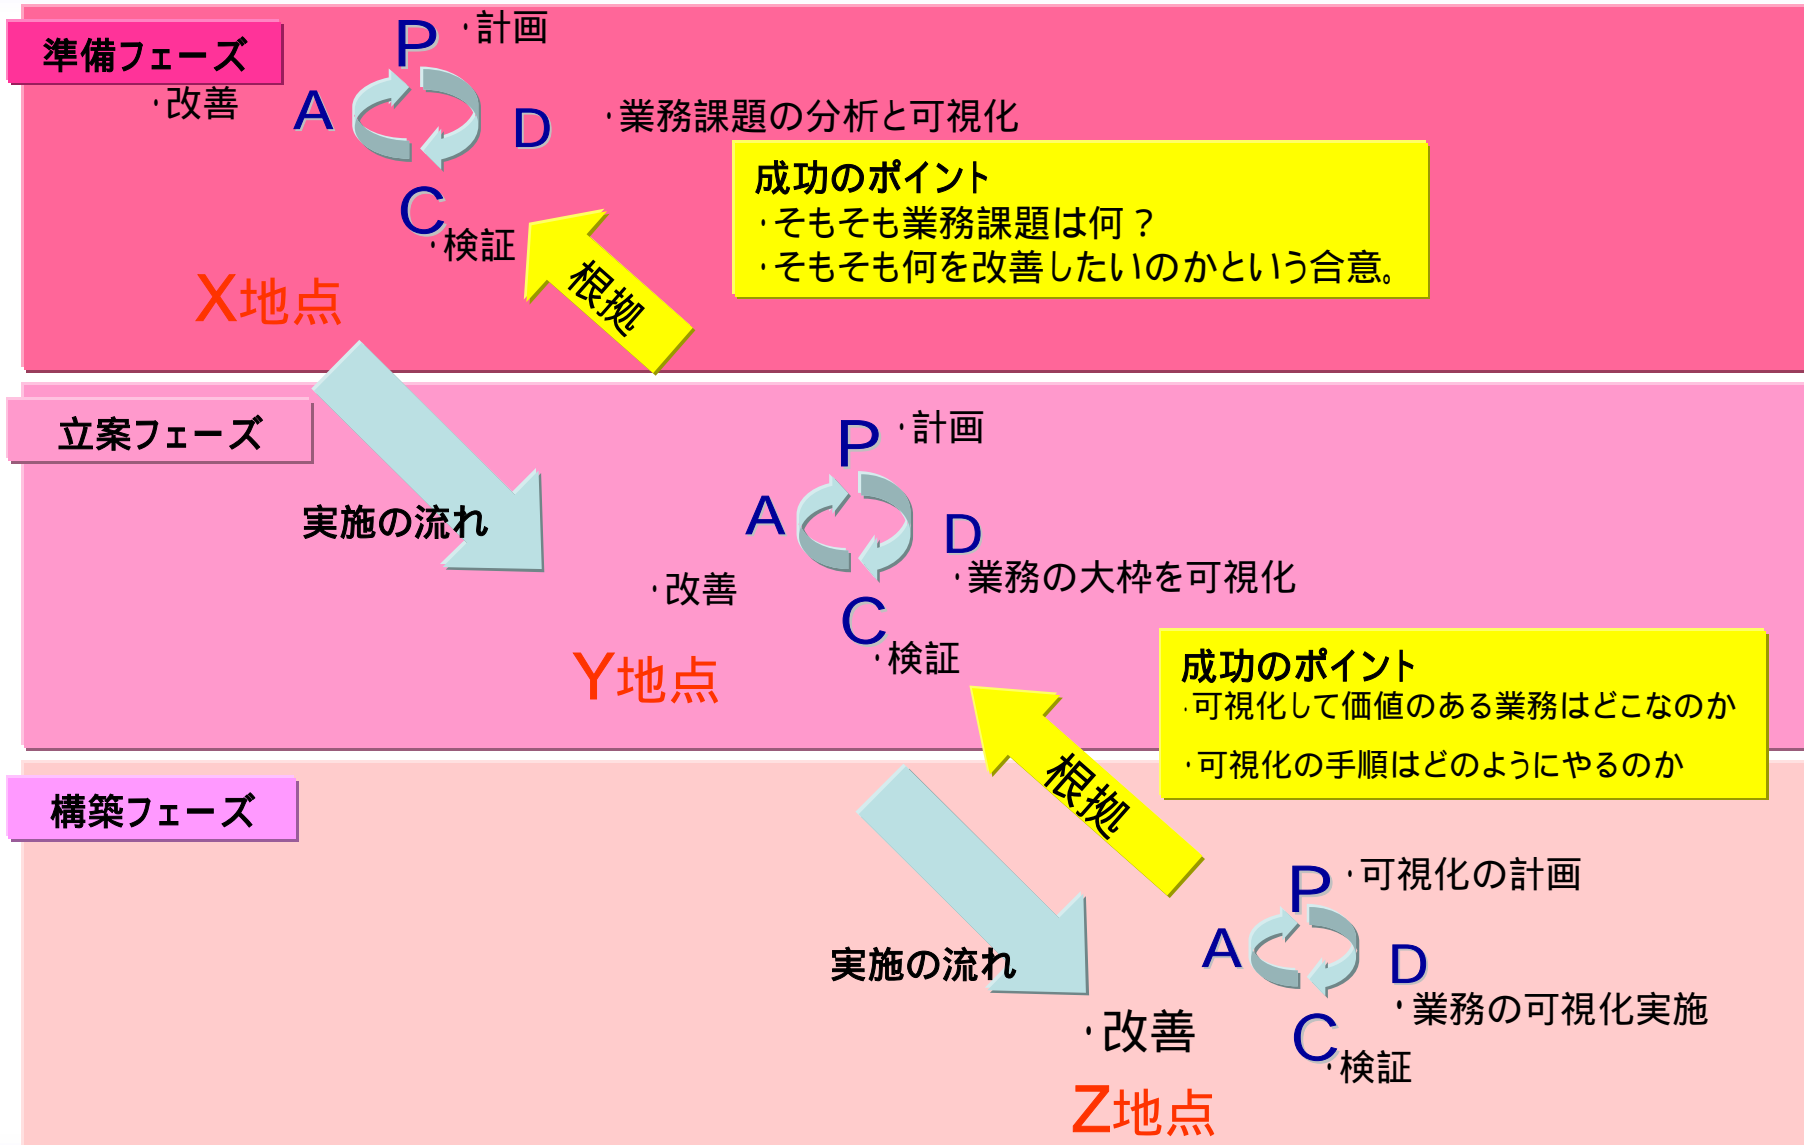 準備フェーズ
P
・計画
・改善
A
D
・業務課題の分析と可視化
C
・検証
成功のポイント
・そもそも業務課題は何？
・そもそも何を改善したいのかという合意。
根拠
X地点
立案フェーズ
実施の流れ
P
・計画
A
D
・業務の大枠を可視化
・改善
C
・検証
Y地点
成功のポイント
・可視化して価値のある業務はどこなのか
・可視化の手順はどのようにやるのか
根拠
構築フェーズ
実施の流れ
P
・可視化の計画
A
D
・業務の可視化実施
・改善
C
・検証
Z地点